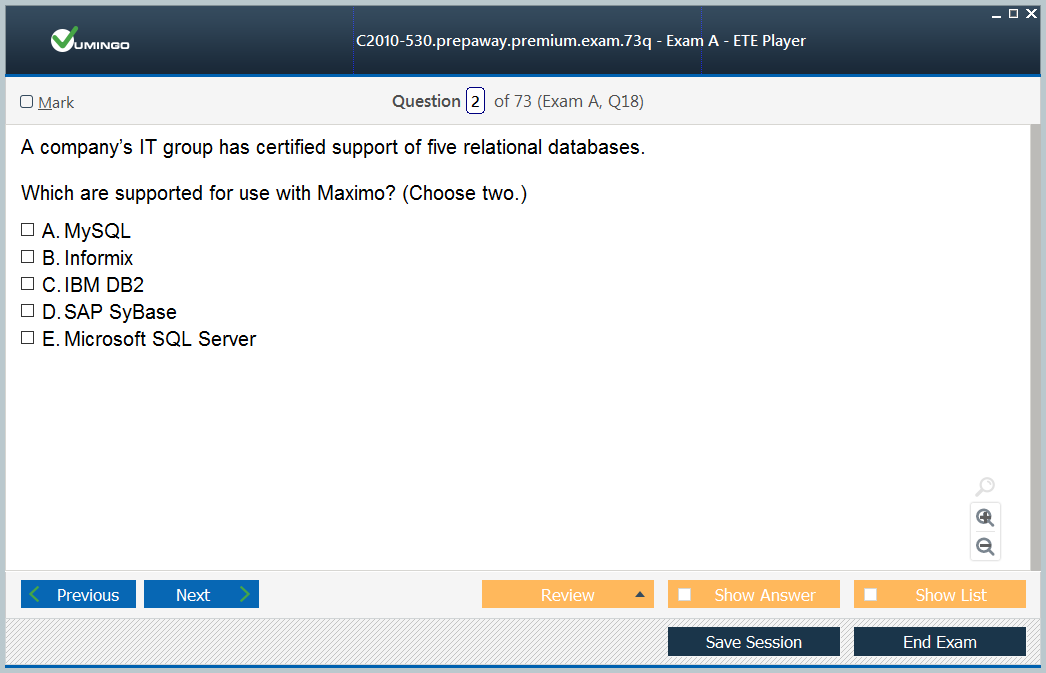 VUMINGO
C2010-530.prepaway.premium.exam.73q - Exam A - ETE Player
Mark
Question 2 of 73 (Exam A, Q18)
A company’s IT group has certified support of five relational databases.
Which are supported for use with Maximo? (Choose two.)
A. MySQL
B. Informix
C. IBM DB2
D. SAP SyBase
E. Microsoft SQL Server
Previous
Next
Review
Show Answer
Show List
Save Session
End Exam